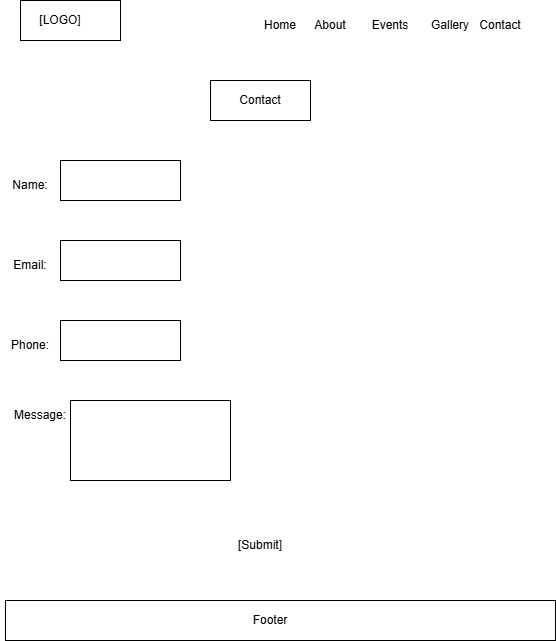 [LOGO]
Home About Events Gallery Contact
Contact
Name:
Email:
Phone:
Message:
[Submit]
Footer